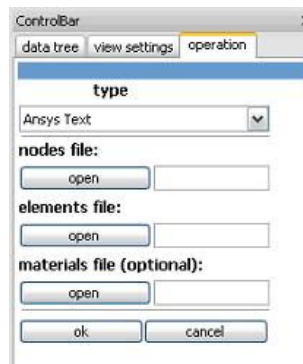 ControlBar
data tree view settings operation
type
Ansys Text
nodes file:
open
elements file:
open
materials file (optional):
open
ok cancel